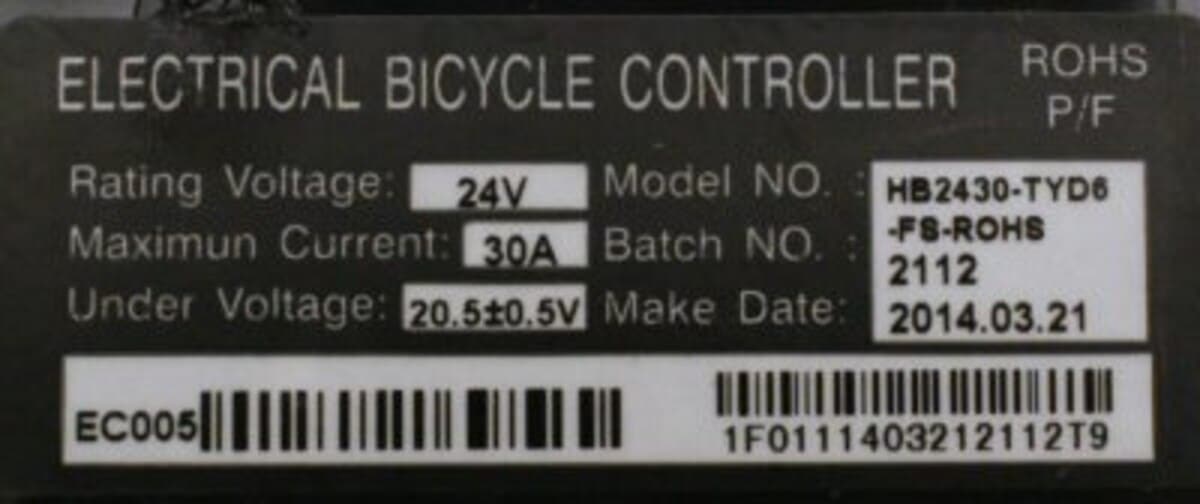 ELECTRICAL BICYCLE CONTROLLER
ROHS
P/F
Rating Voltage: 24V
Maximun Current: 30A
Under Voltage: 20.5±0.5V
Model NO. : HB2430-TYD6
-FS-ROHS
Batch NO. : 2112
Make Date: 2014.03.21
EC005
1F0111403212112T9